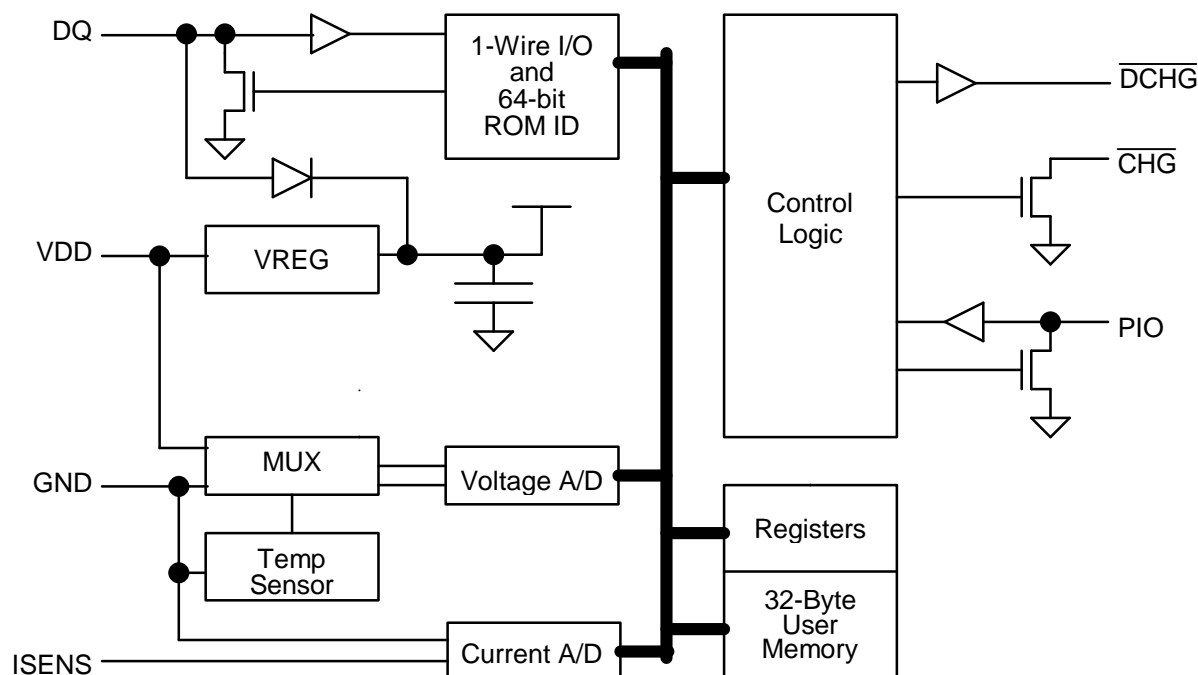 DQ
1-Wire I/O
and
64-bit
ROM ID
DCHG
CHG
Control
Logic
VDD
VREG
PIO
MUX
GND
Voltage A/D
Temp
Sensor
Registers
32-Byte
User
Memory
Current A/D
ISENS